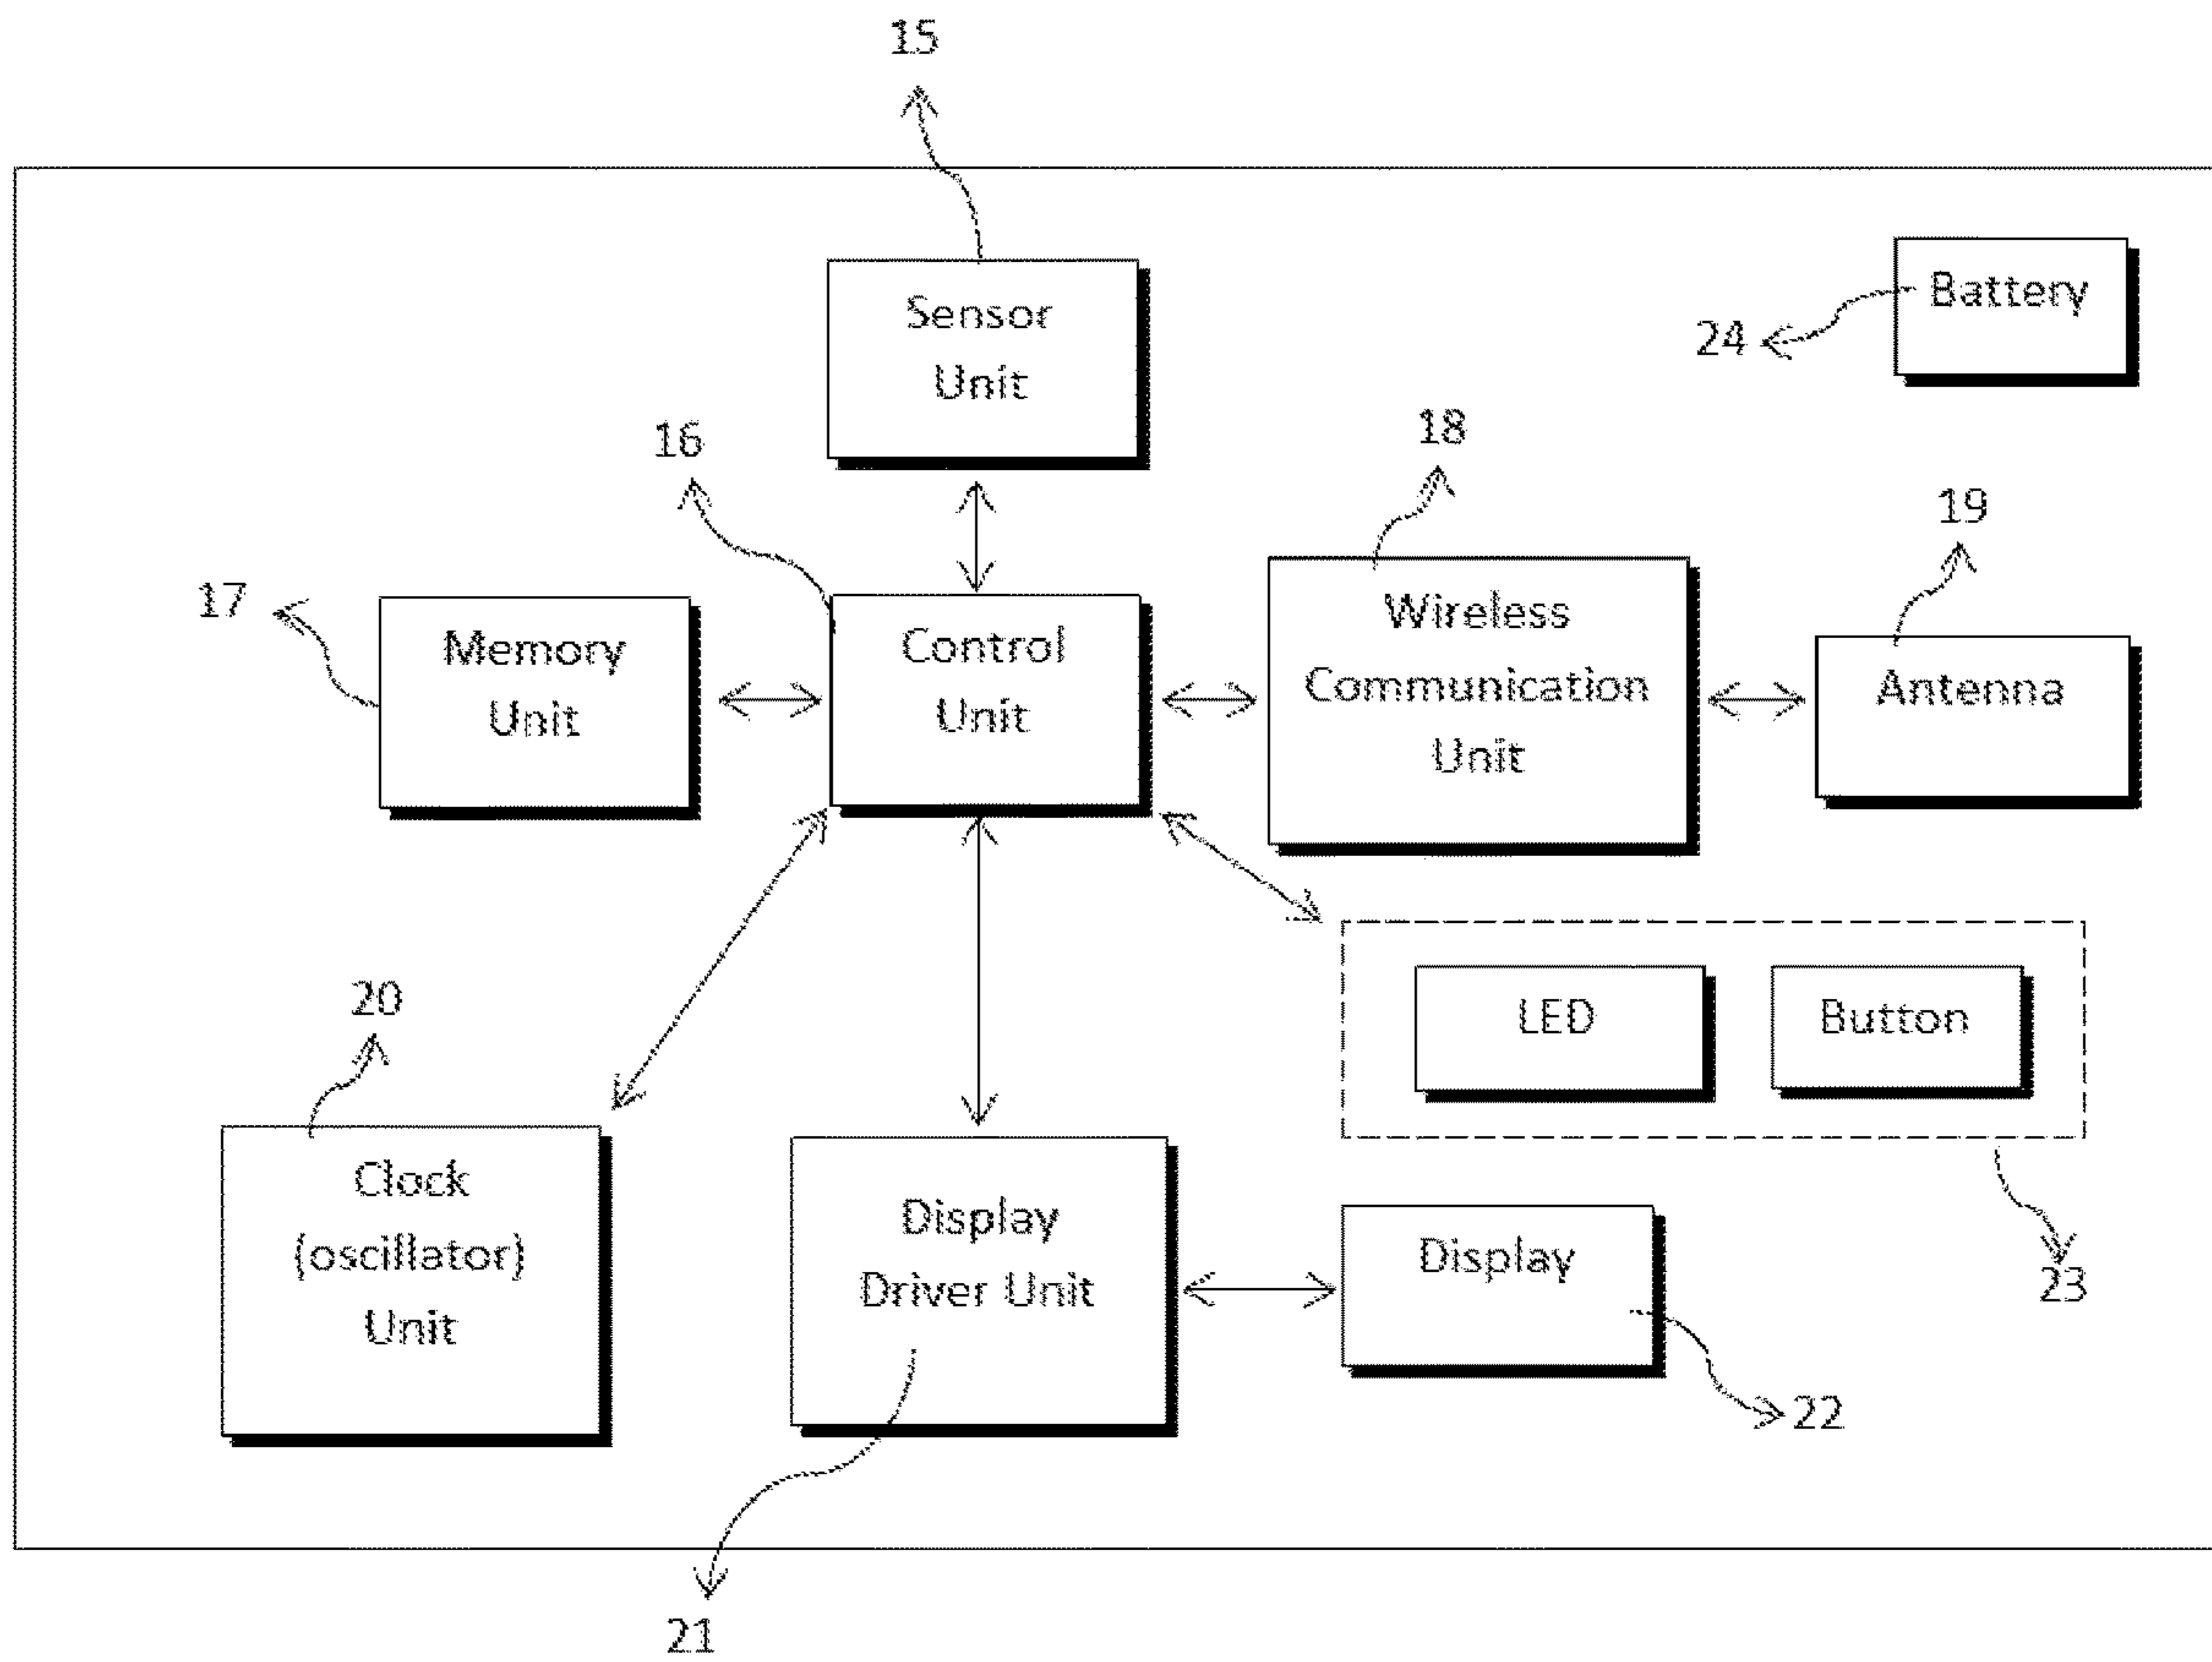 15
Sensor
Unit
Battery
24
16
18
19
17
Memory
Unit
Control
Unit
Wireless
Communication
Unit
Antenna
20
LED
Button
Clock
(oscillator)
Unit
Display
Driver Unit
Display
23
22
21